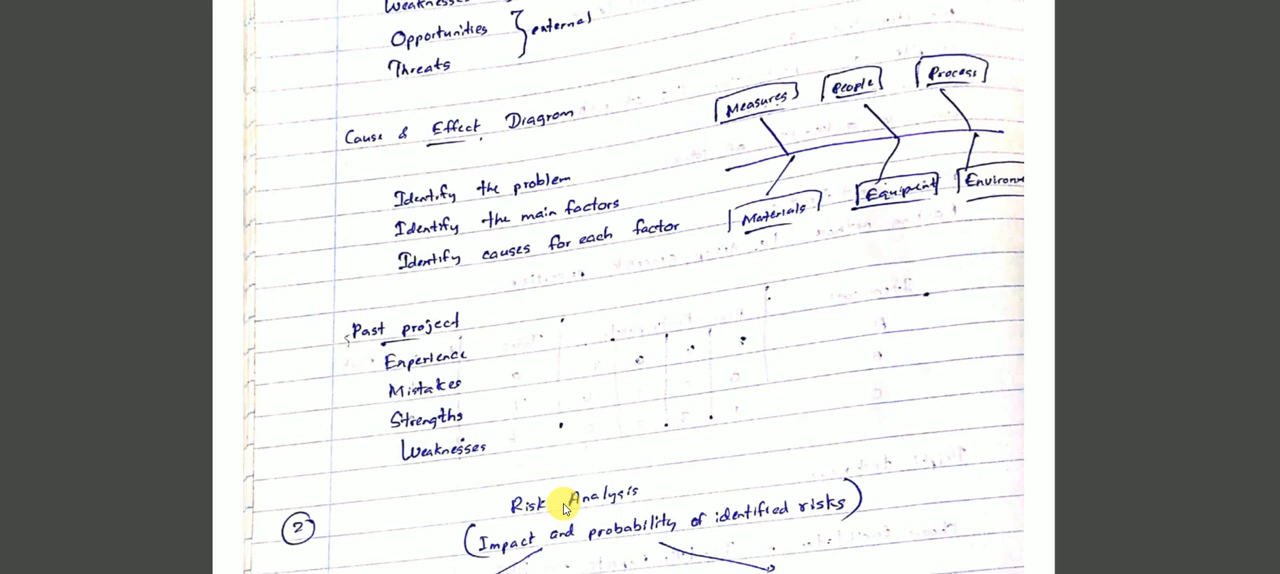 Weaknesses
Opportunities } external
Threats
Cause & Effect Diagram
Measures
People
Process
Materials
Equipment
Environm
Identify the problem
Identify the main factors
Identify causes for each factor
Past project
Experience
Mistakes
Strengths
Weaknesses
2
Risk Analysis
(Impact and probability of identified risks)